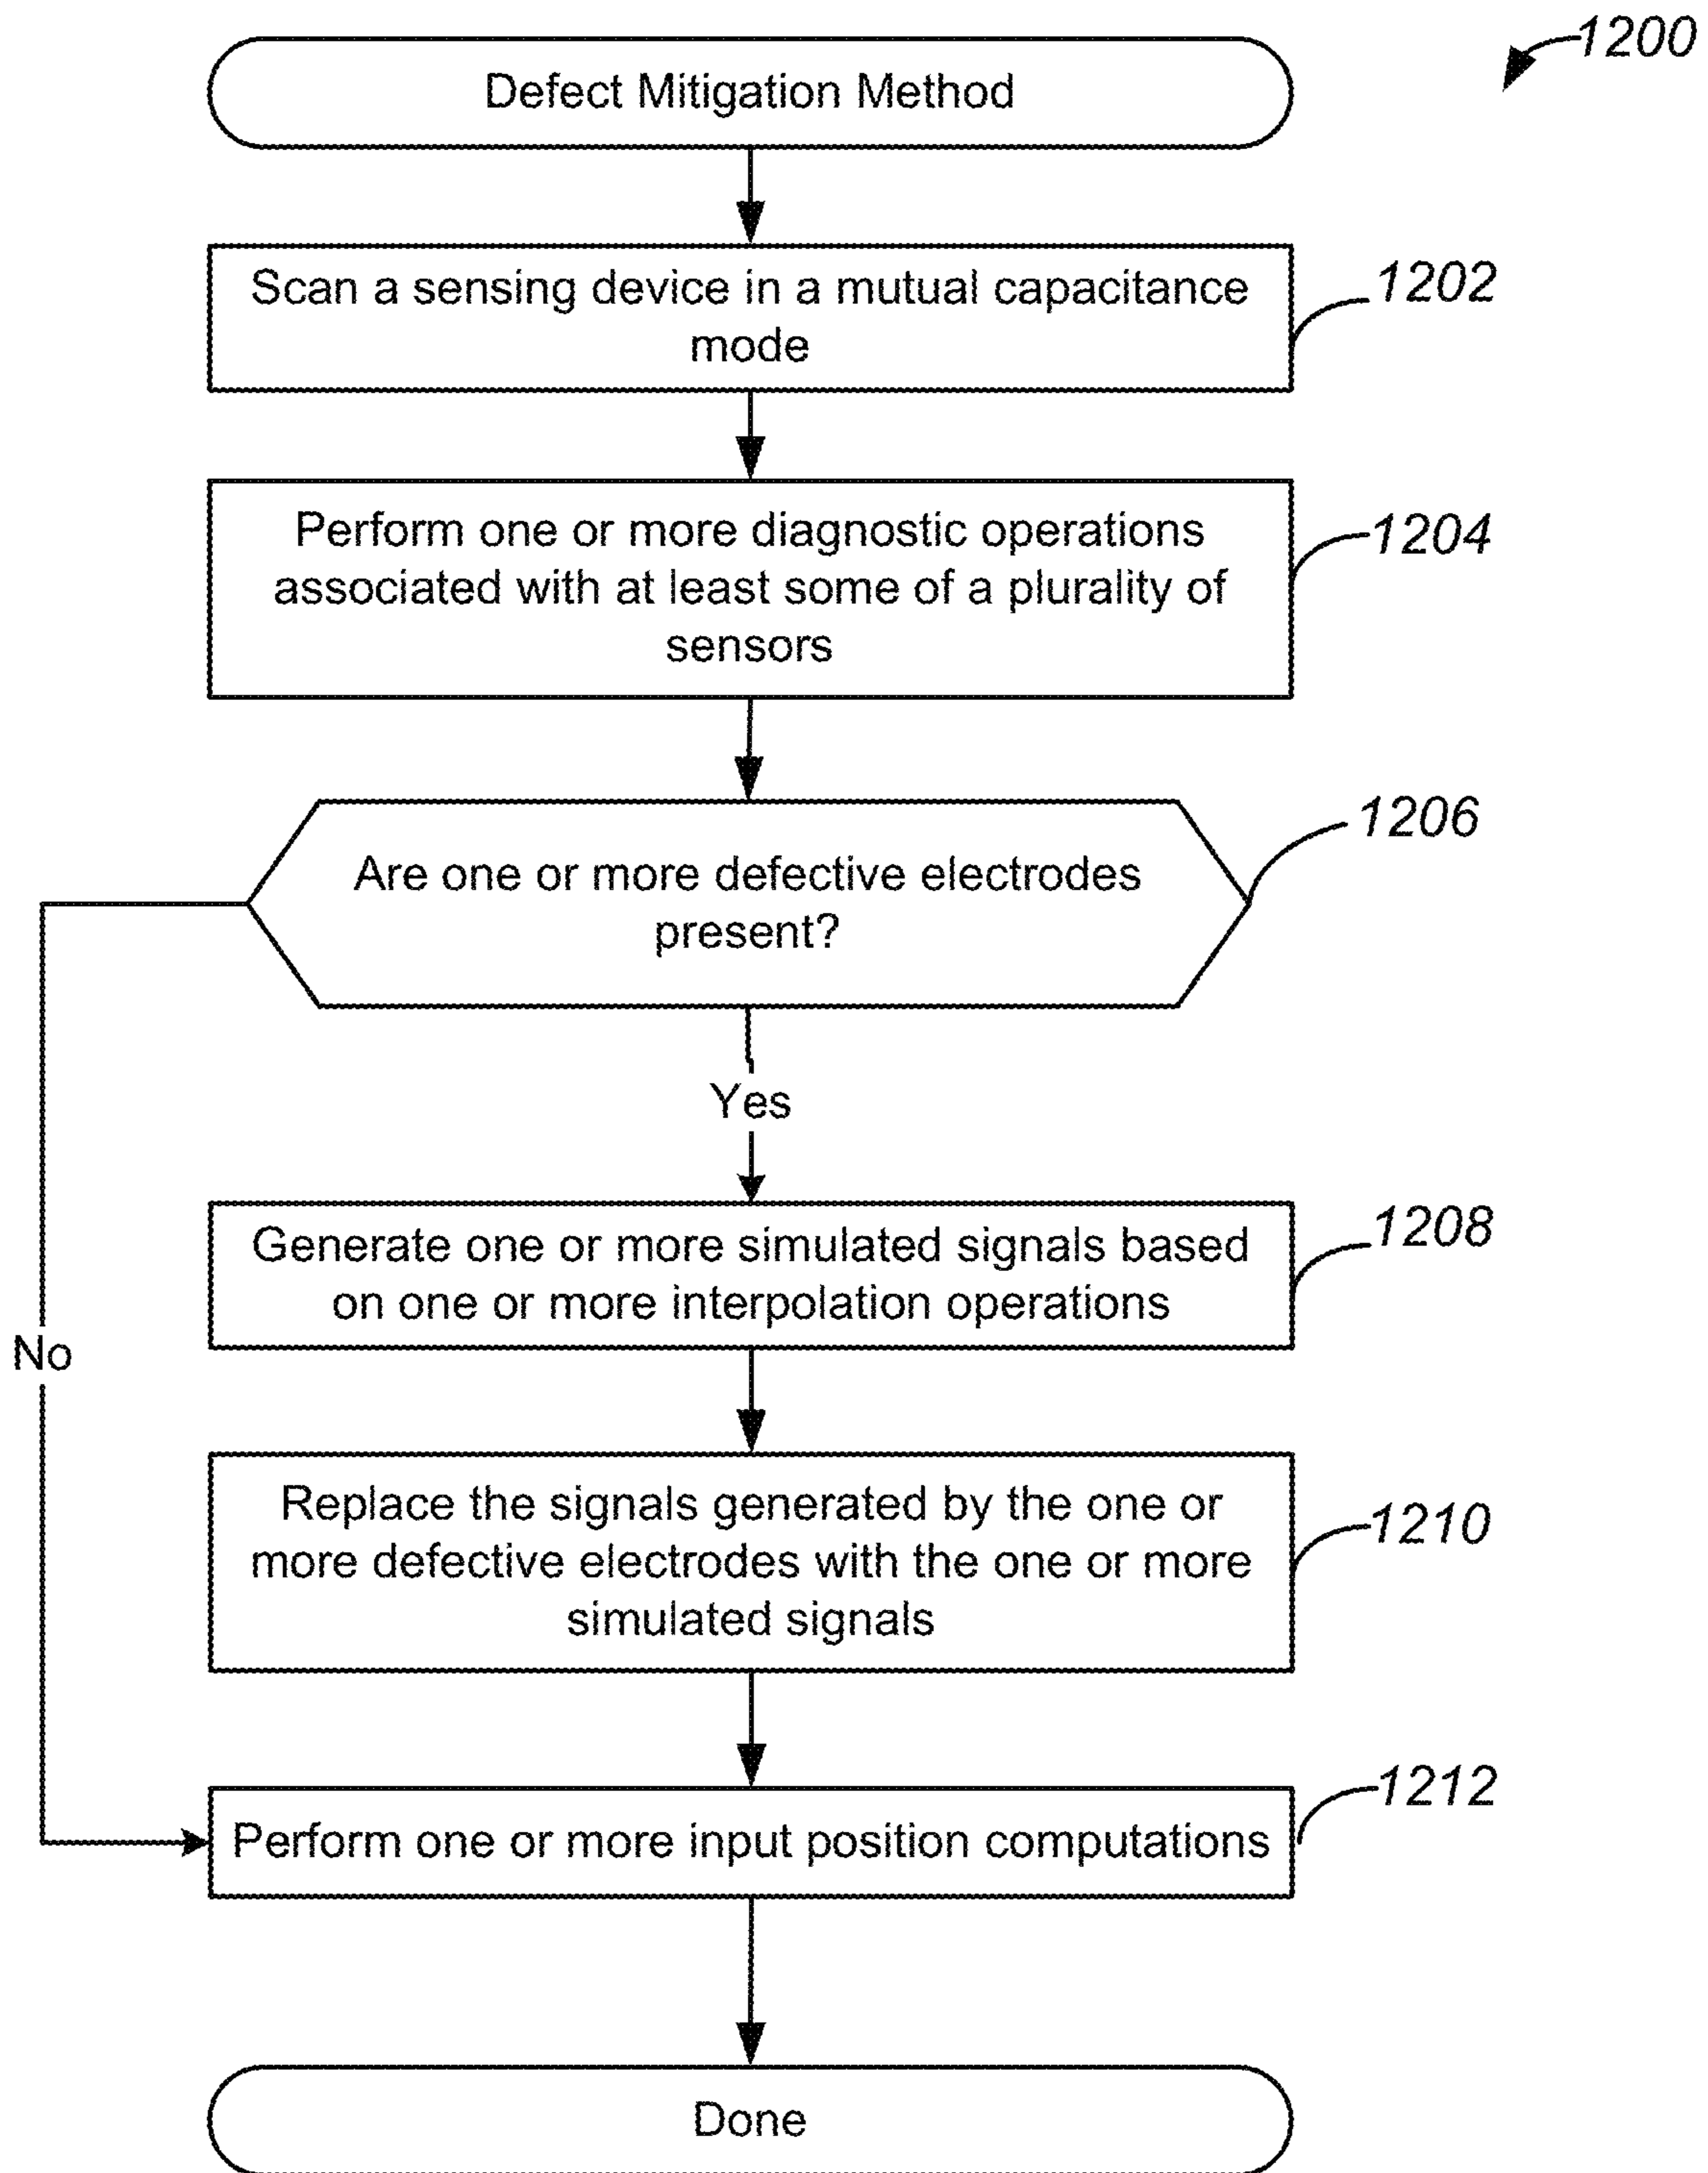 1200
Defect Mitigation Method
Scan a sensing device in a mutual capacitance
mode
1202
Perform one or more diagnostic operations
associated with at least some of a plurality of
sensors
1204
Are one or more defective electrodes
present?
1206
Yes
No
Generate one or more simulated signals based
on one or more interpolation operations
1208
Replace the signals generated by the one or
more defective electrodes with the one or more
simulated signals
1210
Perform one or more input position computations
1212
Done